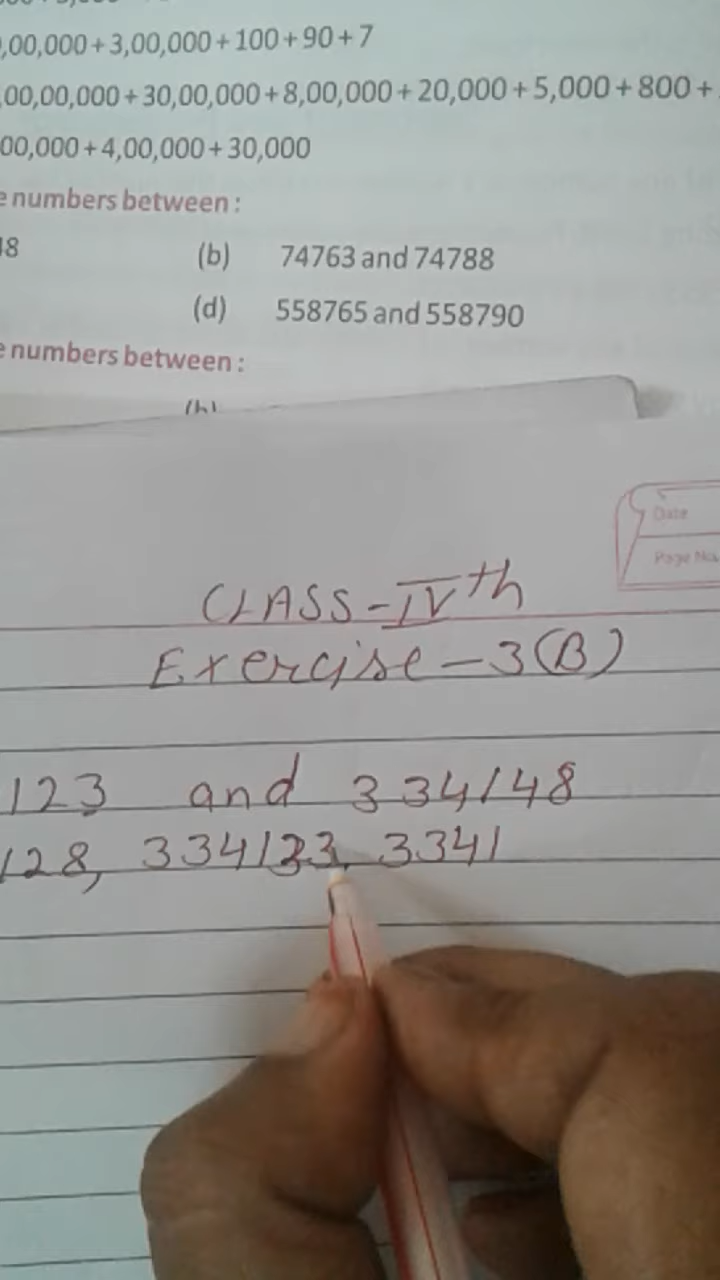 ,00,000+3,00,000+100+90+7
,00,00,000+30,00,000+8,00,000+20,000+5,000+800+
00,000+4,00,000+30,000
numbers between:
48
(b) 74763 and 74788
(d) 558765 and 558790
numbers between:
(b)
Date
Page No.
CLASS-IVth
Exercise-3(B)
123 and 334148
128, 334133, 3341